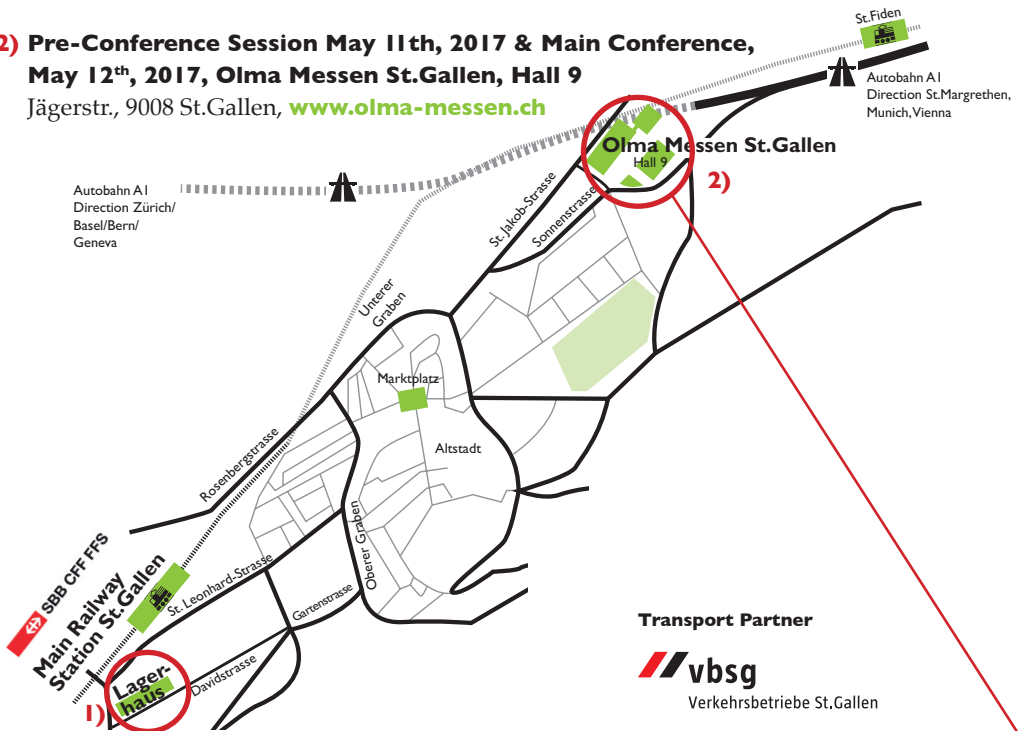 2) Pre-Conference Session May 11th, 2017 & Main Conference,
May 12th, 2017, Olma Messen St.Gallen, Hall 9
Jägerstr., 9008 St.Gallen, www.olma-messen.ch
St.Fiden
Autobahn A1
Direction St.Margrethen,
Munich, Vienna
Olma Messen St.Gallen
Hall 9
2)
Autobahn A1
Direction Zürich/
Basel/Bern/
Geneva
St. Jakob-Strasse
Sonnenstrasse
Unterer
Graben
Marktplatz
Altstadt
Rosenbergstrasse
Oberer Graben
SBB CFF FFS
Main Railway
Station St.Gallen
St. Leonhard-Strasse
Gartenstrasse
Davidstrasse
Lager-
haus
1)
Transport Partner
vbsg
Verkehrsbetriebe St.Gallen